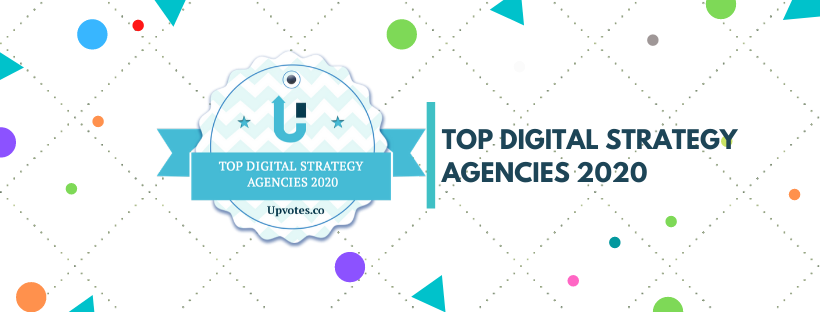 TOP DIGITAL STRATEGY
AGENCIES 2020
Upvotes.co
TOP DIGITAL STRATEGY
AGENCIES 2020